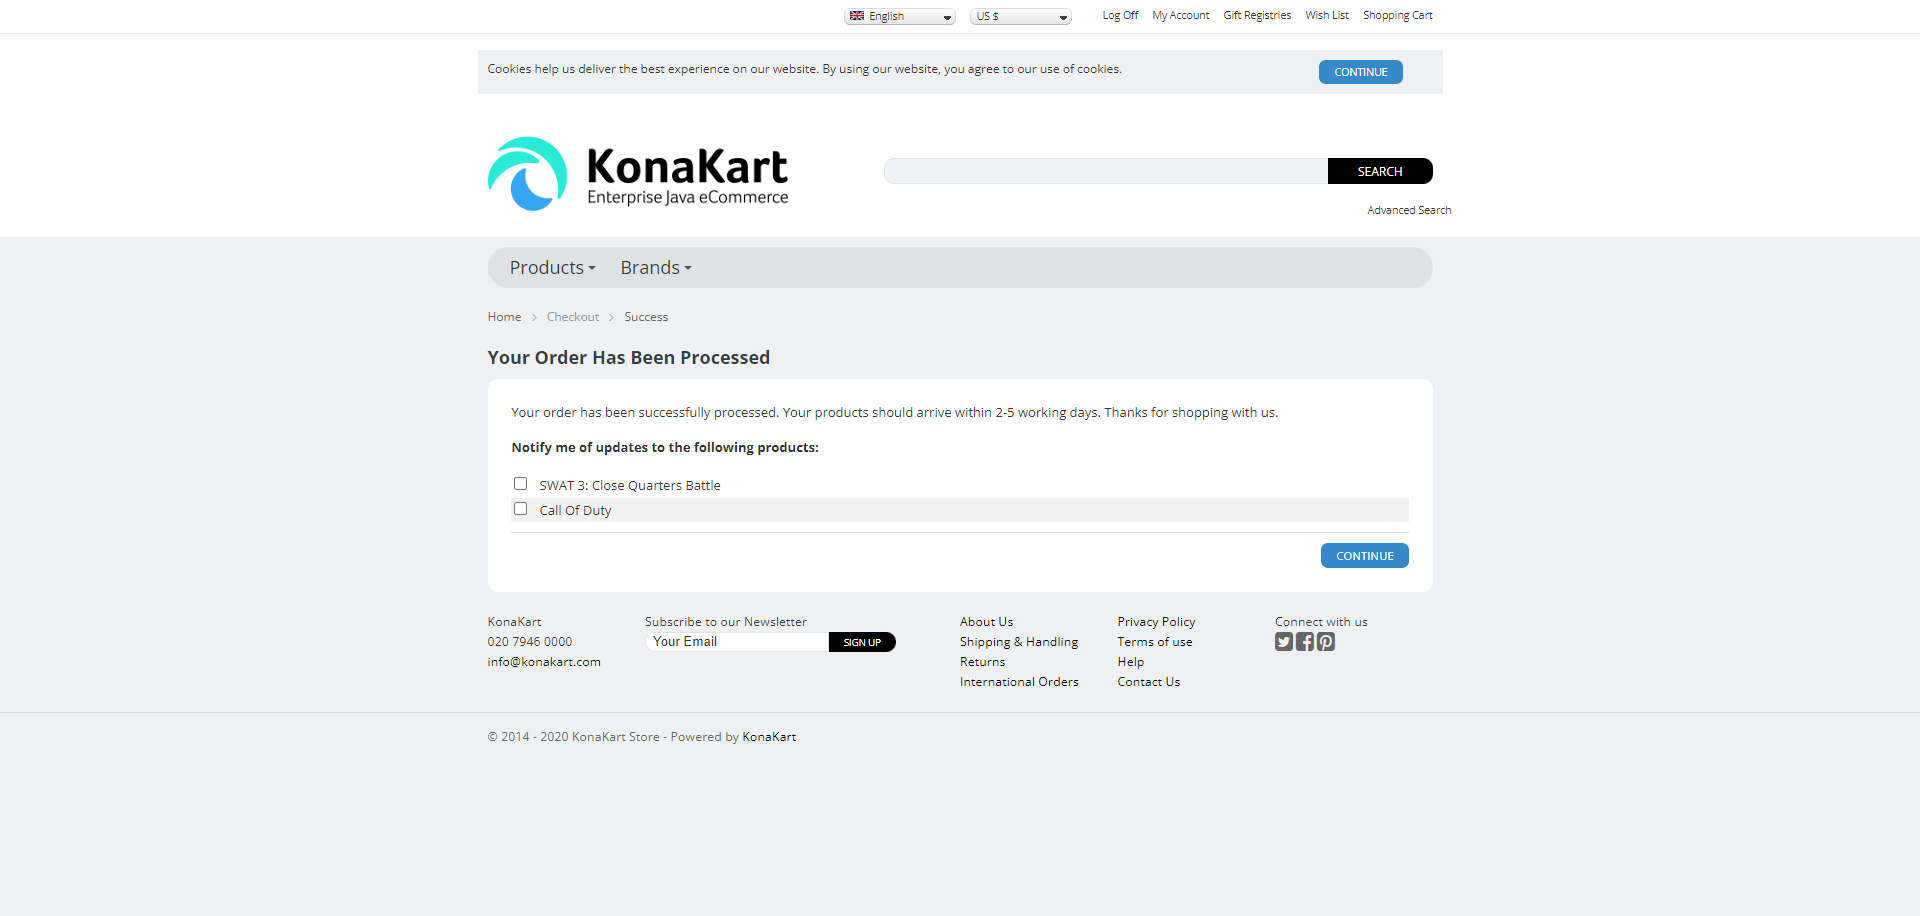 English
US $
Log Off
My Account
Gift Registries
Wish List
Shopping Cart
Cookies help us deliver the best experience on our website. By using our website, you agree to our use of cookies.
CONTINUE
KonaKart
Enterprise Java eCommerce
SEARCH
Advanced Search
Products
Brands
Home
Checkout
Success
Your Order Has Been Processed
Your order has been successfully processed. Your products should arrive within 2-5 working days. Thanks for shopping with us.
Notify me of updates to the following products:
SWAT 3: Close Quarters Battle
Call Of Duty
CONTINUE
KonaKart
020 7946 0000
info@konakart.com
Subscribe to our Newsletter
Your Email
SIGN UP
About Us
Shipping & Handling
Returns
International Orders
Privacy Policy
Terms of use
Help
Contact Us
Connect with us
© 2014 - 2020 KonaKart Store - Powered by KonaKart